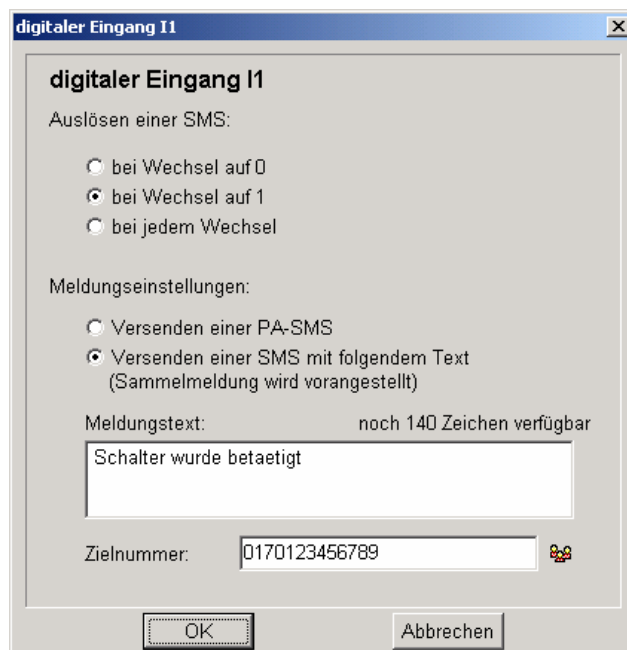 digitaler Eingang I1
digitaler Eingang I1
Auslösen einer SMS:
bei Wechsel auf 0
bei Wechsel auf 1
bei jedem Wechsel
Meldungseinstellungen:
Versenden einer PA-SMS
Versenden einer SMS mit folgendem Text
(Sammelmeldung wird vorangestellt)
Meldungstext: noch 140 Zeichen verfügbar
Schalter wurde betaetigt
Zielnummer: 0170123456789
OK Abbrechen